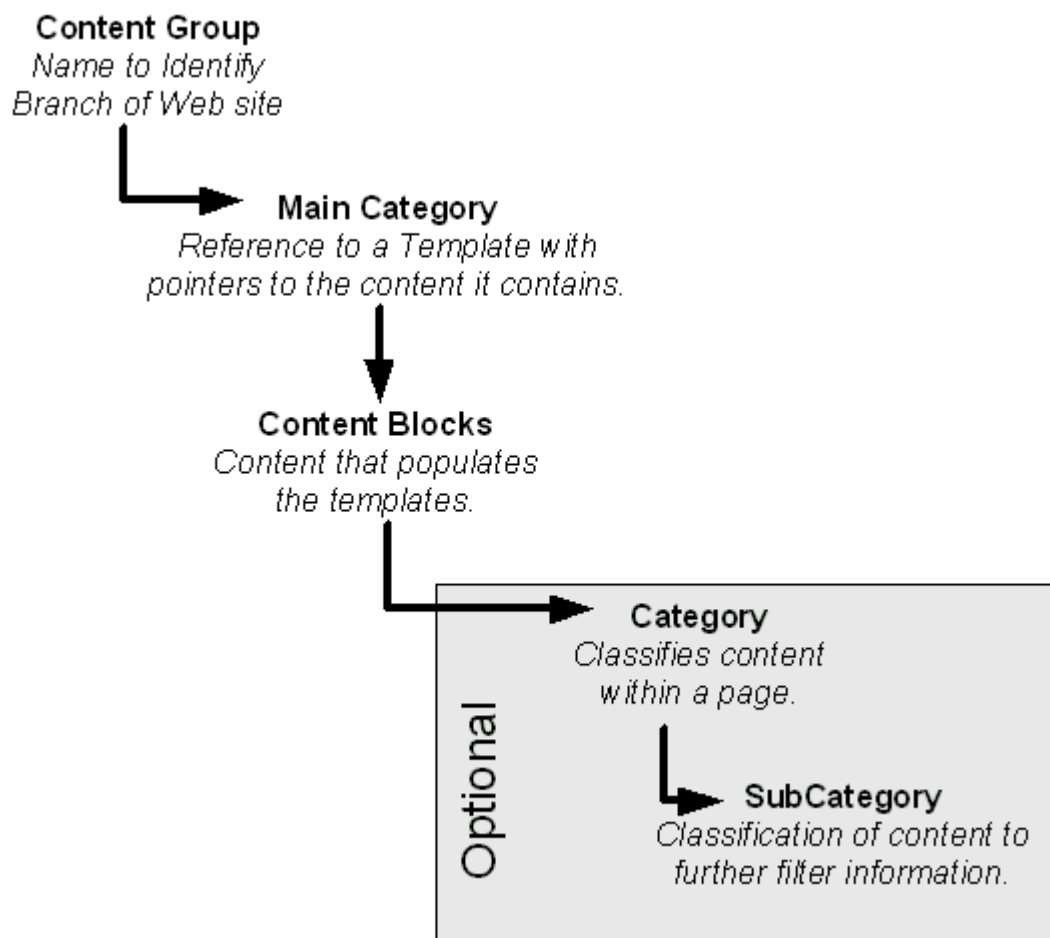 Content Group
Name to Identify
Branch of Web site
Main Category
Reference to a Template with
pointers to the content it contains.
Content Blocks
Content that populates
the templates.
Category
Classifies content
within a page.
Optional
SubCategory
Classification of content to
further filter information.